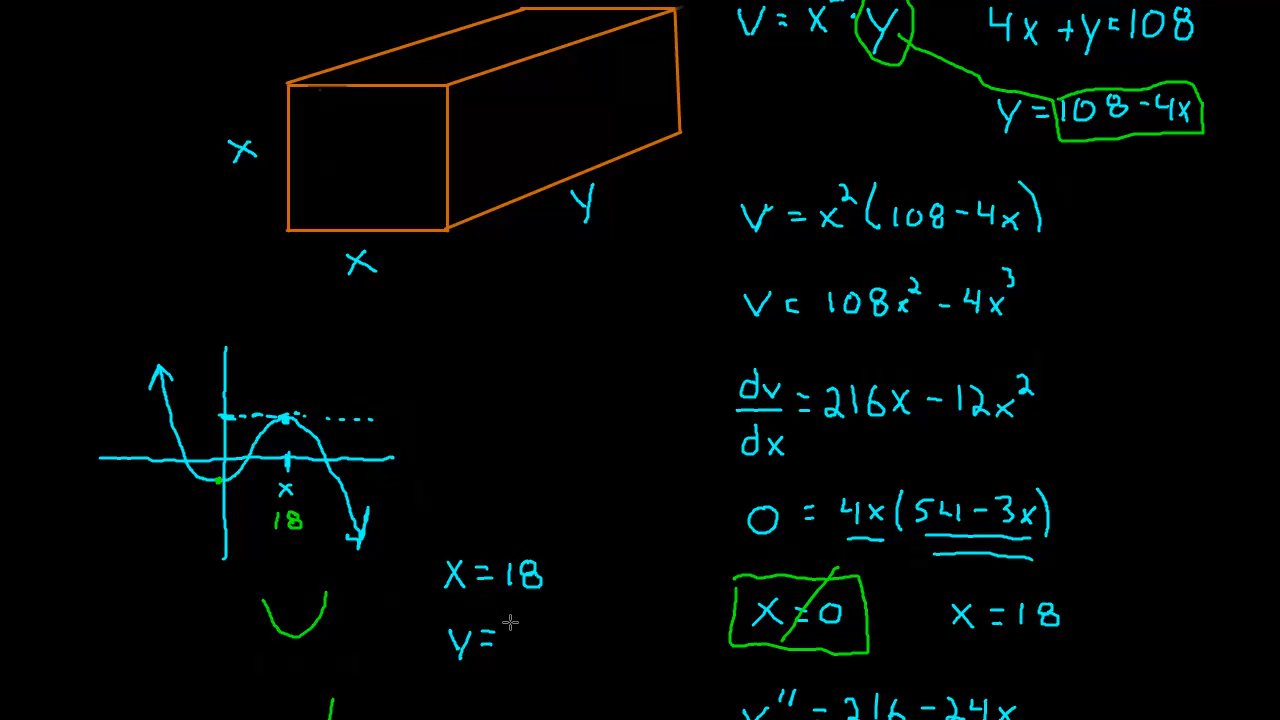 V = x² · y
4x + y = 108
y = 108 - 4x
x
y
x
V = x²(108 - 4x)
V = 108x² - 4x³
dv/dx = 216x - 12x²
0 = 4x(54 - 3x)
x
18
x = 18
y =
x = 0
x = 18
v'' = 216 - 24x